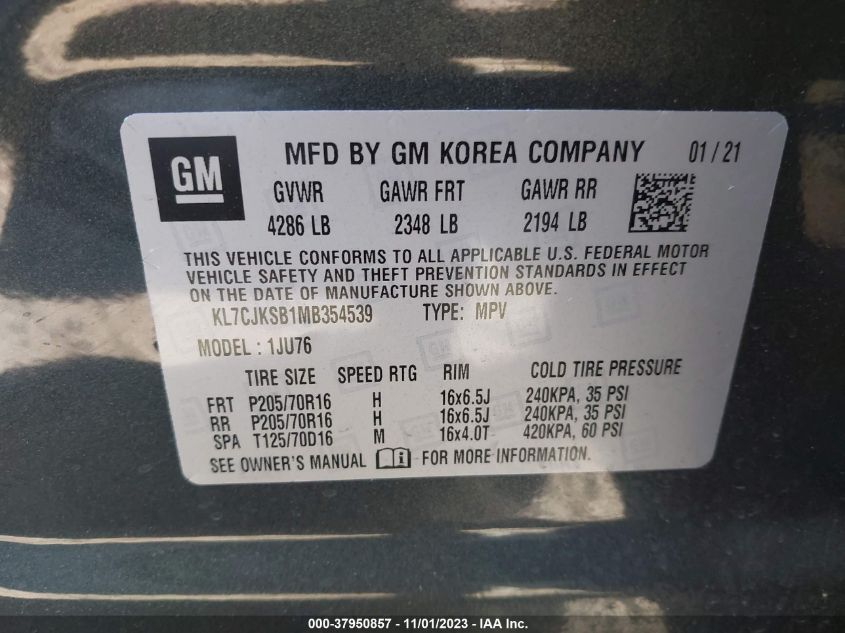 GM MFD BY GM KOREA COMPANY 01 / 21
GVWR GAWR FRT GAWR RR
4286 LB 2348 LB 2194 LB
THIS VEHICLE CONFORMS TO ALL APPLICABLE U.S. FEDERAL MOTOR
VEHICLE SAFETY AND THEFT PREVENTION STANDARDS IN EFFECT
ON THE DATE OF MANUFACTURE SHOWN ABOVE.
KL7CJKSB1MB354539 TYPE: MPV
MODEL : 1JU76
TIRE SIZE SPEED RTG RIM COLD TIRE PRESSURE
FRT P205/70R16 H 16x6.5J 240KPA, 35 PSI
RR P205/70R16 H 16x6.5J 240KPA, 35 PSI
SPA T125/70D16 M 16x4.0T 420KPA, 60 PSI
SEE OWNER'S MANUAL i FOR MORE INFORMATION.
000-37950857 - 11/01/2023 - IAA Inc.